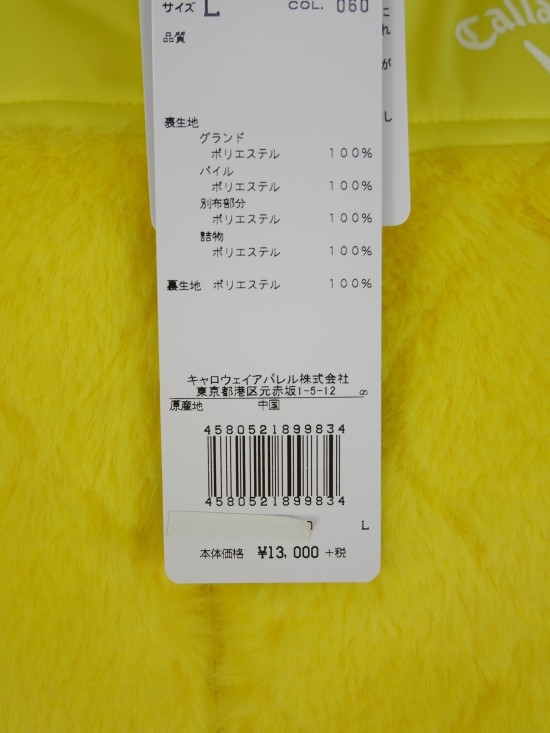 サイズ L COL. 060
品質
表生地
グランド
ポリエステル 100%
パイル
ポリエステル 100%
別布部分
ポリエステル 100%
詰物
ポリエステル 100%
裏生地 ポリエステル 100%
キャロウェイアパレル株式会社
東京都港区元赤坂1-5-12
原産地 中国
4580521899834
4580521899834
L
本体価格 ¥13,000 +税
に
れ
が
し